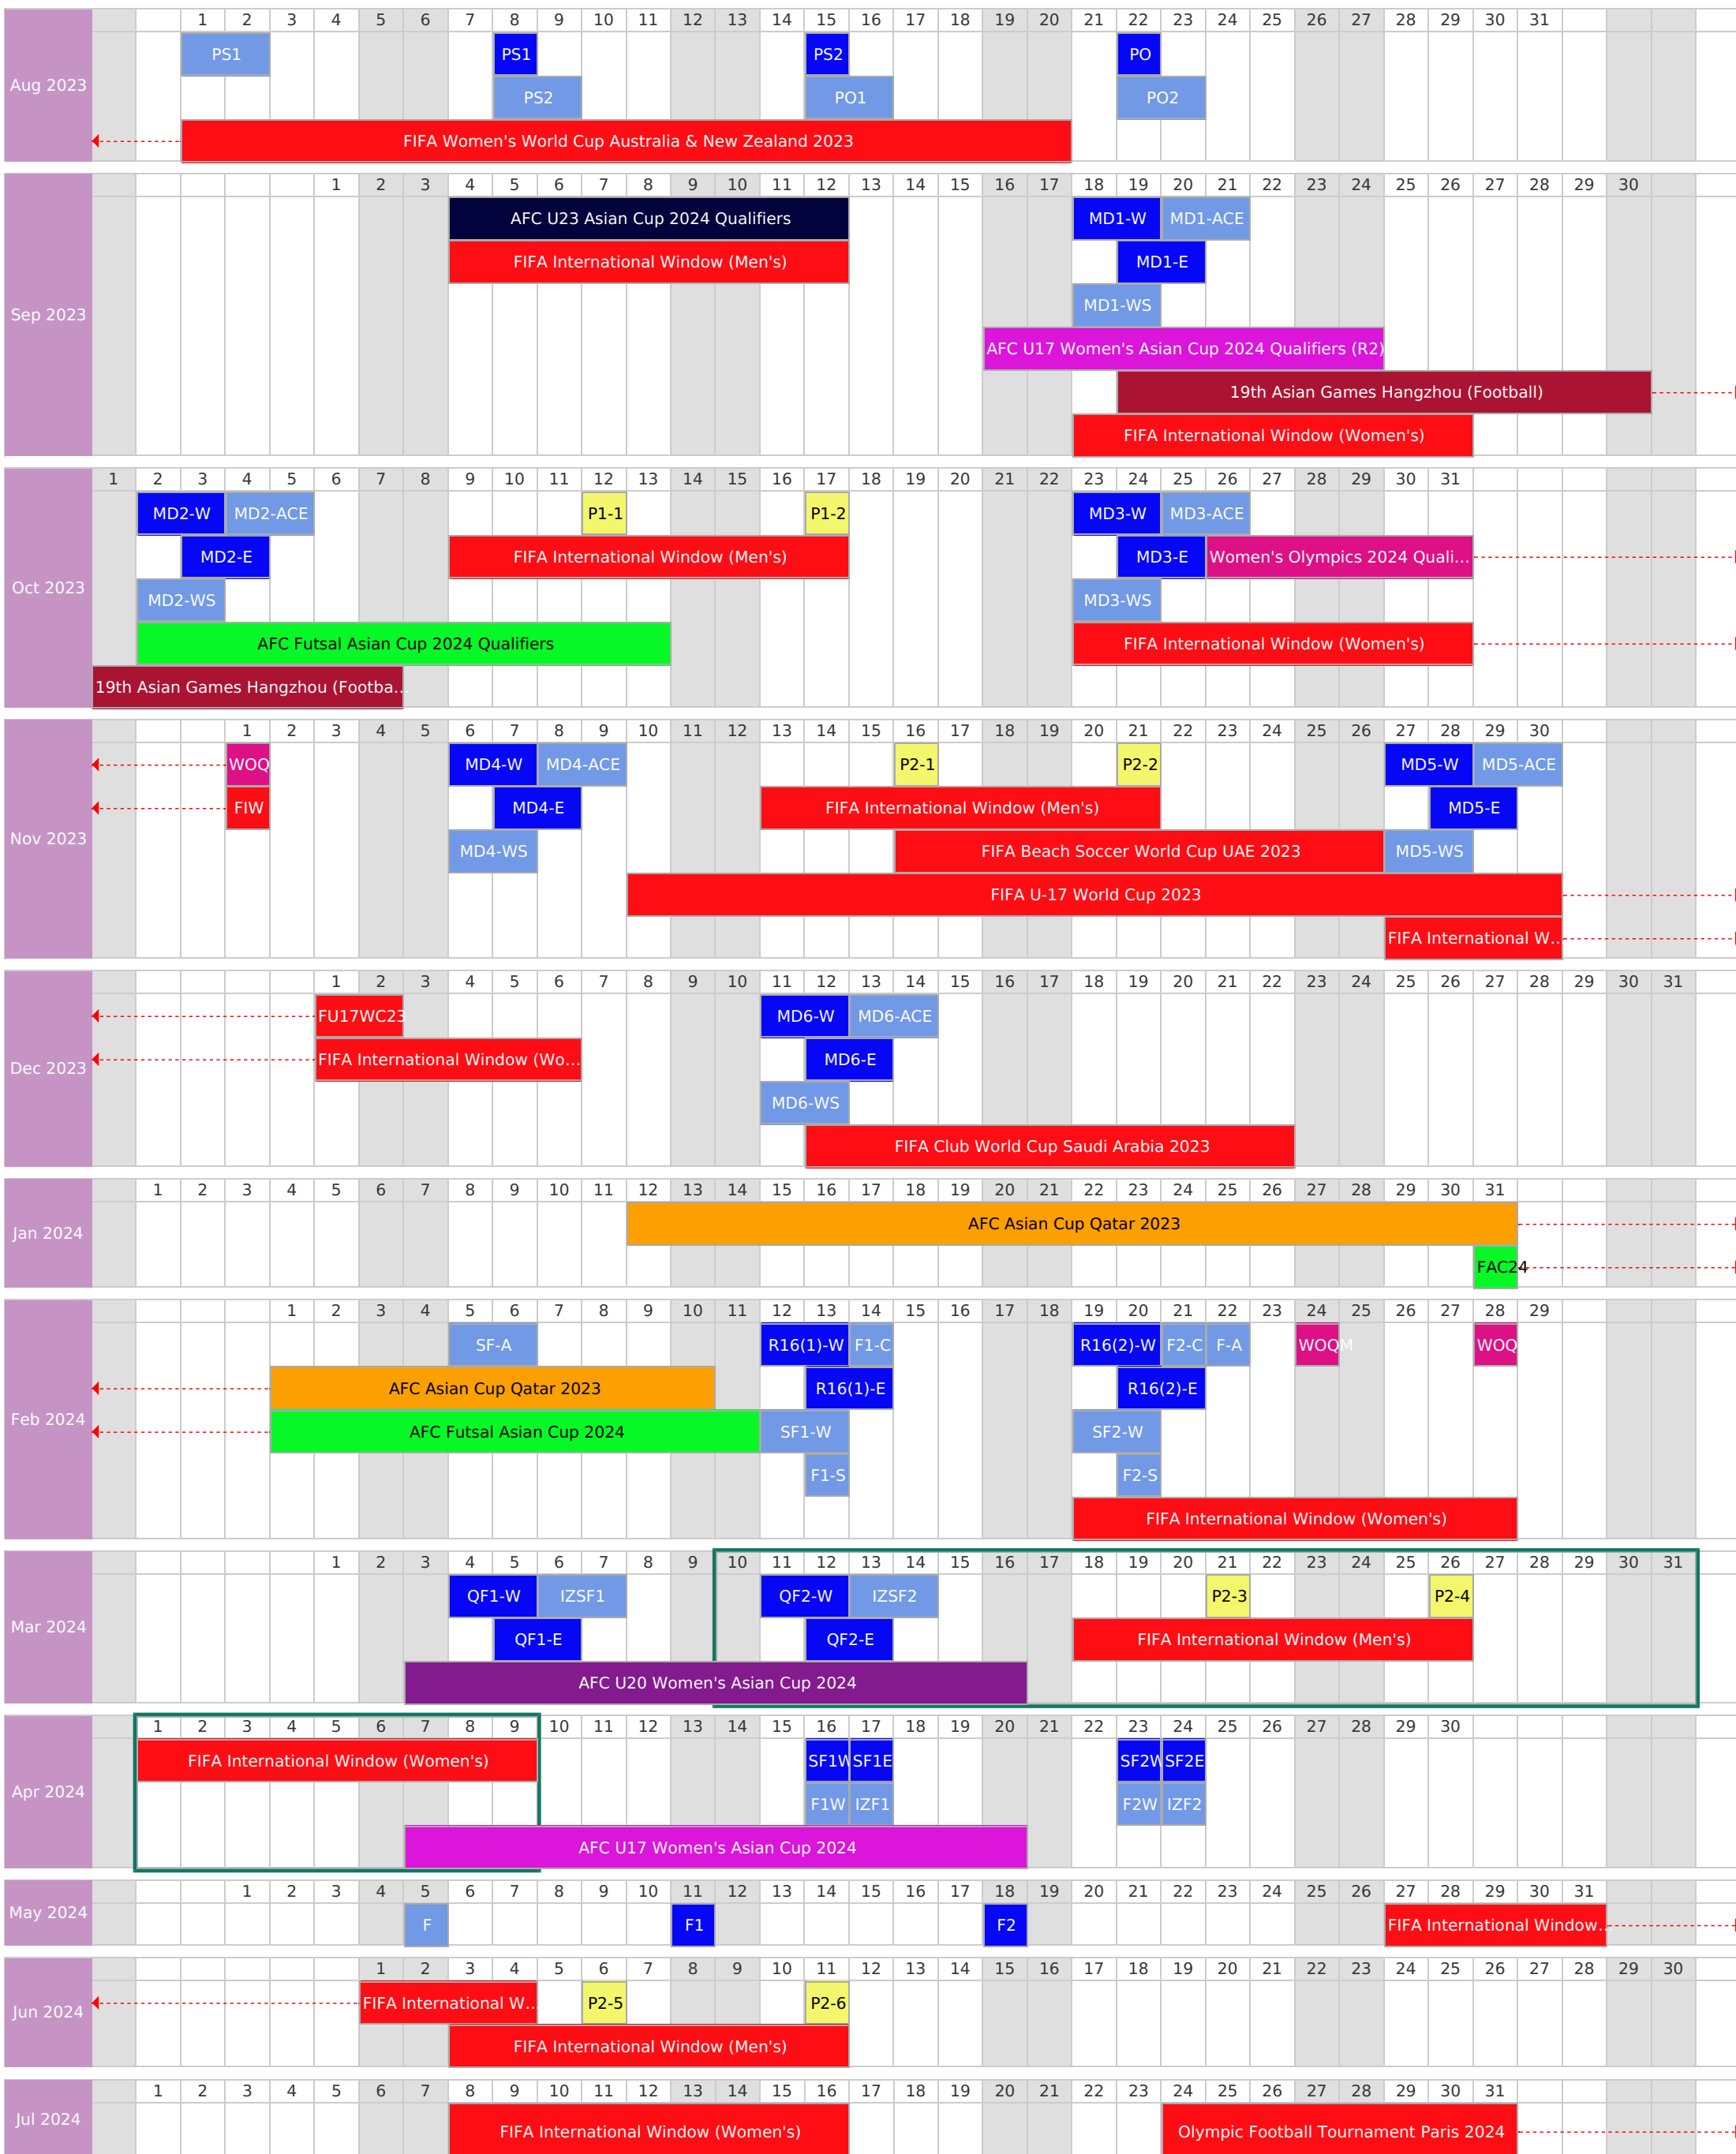 1 2 3 4 5 6 7 8 9 10 11 12 13 14 15 16 17 18 19 20 21 22 23 24 25 26 27 28 29 30 31
PS1 PS1 PS2 PO
Aug 2023
PS2 PO1 PO2
FIFA Women's World Cup Australia & New Zealand 2023
1 2 3 4 5 6 7 8 9 10 11 12 13 14 15 16 17 18 19 20 21 22 23 24 25 26 27 28 29 30
AFC U23 Asian Cup 2024 Qualifiers MD1-W MD1-ACE
FIFA International Window (Men's) MD1-E
Sep 2023
MD1-WS
AFC U17 Women's Asian Cup 2024 Qualifiers (R2)
19th Asian Games Hangzhou (Football)
FIFA International Window (Women's)
1 2 3 4 5 6 7 8 9 10 11 12 13 14 15 16 17 18 19 20 21 22 23 24 25 26 27 28 29 30 31
MD2-W MD2-ACE P1-1 P1-2 MD3-W MD3-ACE
MD2-E FIFA International Window (Men's) MD3-E Women's Olympics 2024 Quali...
Oct 2023
MD2-WS MD3-WS
AFC Futsal Asian Cup 2024 Qualifiers FIFA International Window (Women's)
19th Asian Games Hangzhou (Footba...
1 2 3 4 5 6 7 8 9 10 11 12 13 14 15 16 17 18 19 20 21 22 23 24 25 26 27 28 29 30
WOQ MD4-W MD4-ACE P2-1 P2-2 MD5-W MD5-ACE
FIW MD4-E FIFA International Window (Men's) MD5-E
Nov 2023
MD4-WS FIFA Beach Soccer World Cup UAE 2023 MD5-WS
FIFA U-17 World Cup 2023
FIFA International W...
1 2 3 4 5 6 7 8 9 10 11 12 13 14 15 16 17 18 19 20 21 22 23 24 25 26 27 28 29 30 31
FU17WC23 MD6-W MD6-ACE
FIFA International Window (Wo... MD6-E
Dec 2023
MD6-WS
FIFA Club World Cup Saudi Arabia 2023
1 2 3 4 5 6 7 8 9 10 11 12 13 14 15 16 17 18 19 20 21 22 23 24 25 26 27 28 29 30 31
AFC Asian Cup Qatar 2023
Jan 2024
FAC24
1 2 3 4 5 6 7 8 9 10 11 12 13 14 15 16 17 18 19 20 21 22 23 24 25 26 27 28 29
SF-A R16(1)-W F1-C R16(2)-W F2-C F-A WOQM WOQ
AFC Asian Cup Qatar 2023 R16(1)-E R16(2)-E
Feb 2024
AFC Futsal Asian Cup 2024 SF1-W SF2-W
F1-S F2-S
FIFA International Window (Women's)
1 2 3 4 5 6 7 8 9 10 11 12 13 14 15 16 17 18 19 20 21 22 23 24 25 26 27 28 29 30 31
QF1-W IZSF1 QF2-W IZSF2 P2-3 P2-4
Mar 2024
QF1-E QF2-E FIFA International Window (Men's)
AFC U20 Women's Asian Cup 2024
1 2 3 4 5 6 7 8 9 10 11 12 13 14 15 16 17 18 19 20 21 22 23 24 25 26 27 28 29 30
FIFA International Window (Women's) SF1W SF1E SF2W SF2E
Apr 2024
F1W IZF1 F2W IZF2
AFC U17 Women's Asian Cup 2024
1 2 3 4 5 6 7 8 9 10 11 12 13 14 15 16 17 18 19 20 21 22 23 24 25 26 27 28 29 30 31
May 2024
F F1 F2 FIFA International Window...
1 2 3 4 5 6 7 8 9 10 11 12 13 14 15 16 17 18 19 20 21 22 23 24 25 26 27 28 29 30
FIFA International W... P2-5 P2-6
Jun 2024
FIFA International Window (Men's)
1 2 3 4 5 6 7 8 9 10 11 12 13 14 15 16 17 18 19 20 21 22 23 24 25 26 27 28 29 30 31
Jul 2024
FIFA International Window (Women's) Olympic Football Tournament Paris 2024